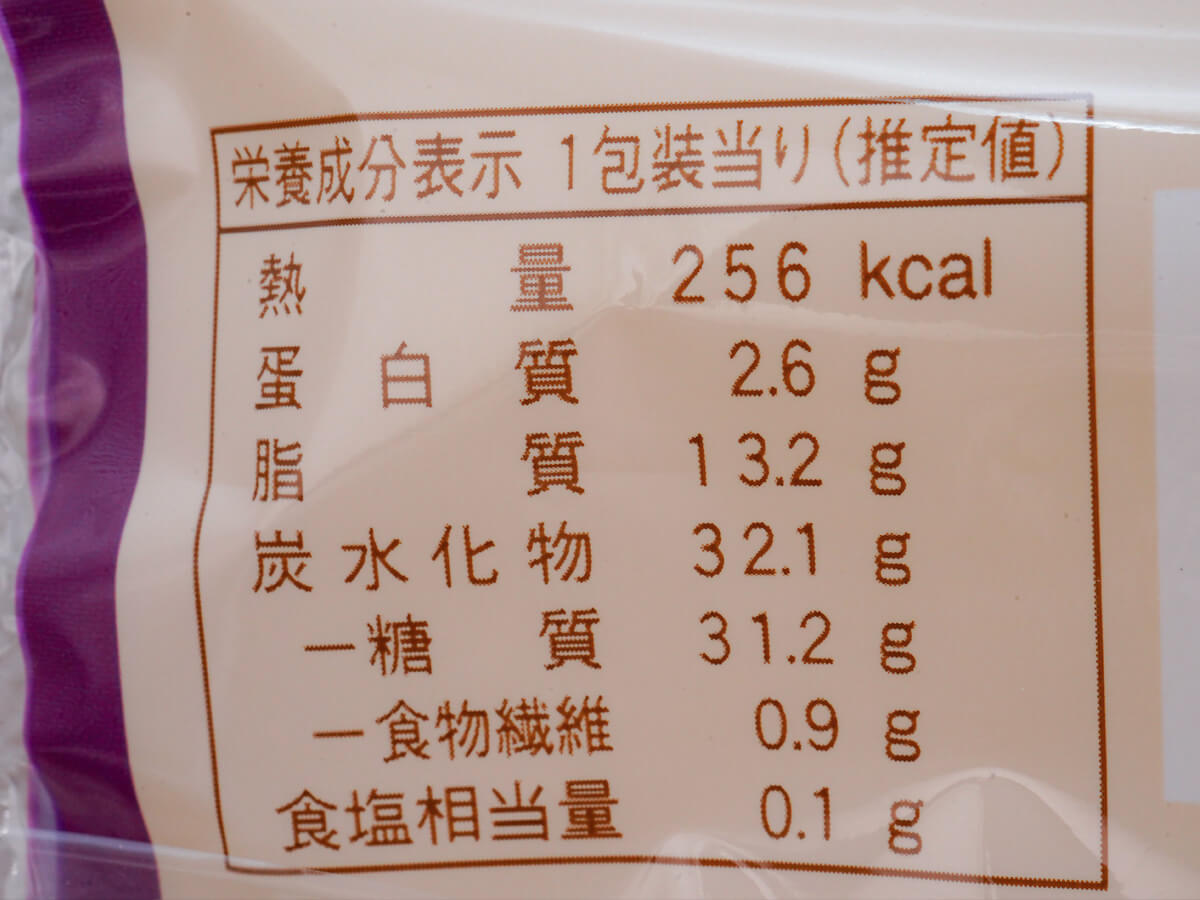 栄養成分表示 1包装当り(推定値)
熱量 256 kcal
蛋白質 2.6 g
脂質 13.2 g
炭水化物 32.1 g
－糖質 31.2 g
－食物繊維 0.9 g
食塩相当量 0.1 g